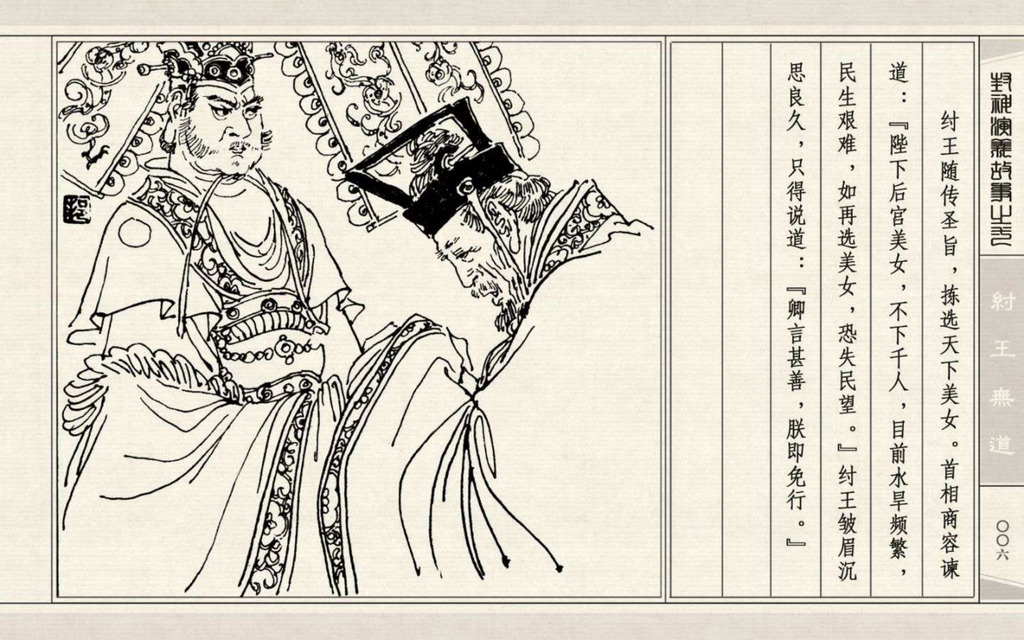 封神演义故事之一
紂王無道
〇〇六
纣王随传圣旨，拣选天下美女。首相商容谏
道：『陛下后宫美女，不下千人，目前水旱频繁，
民生艰难，如再选美女，恐失民望。』纣王皱眉沉
思良久，只得说道：『卿言甚善，朕即免行。』